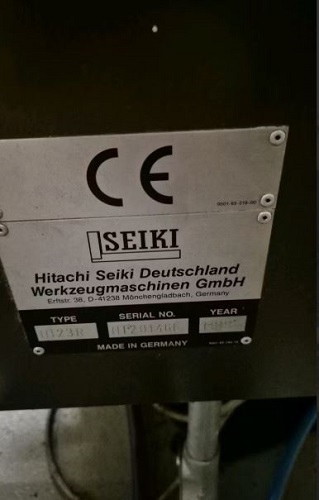 CE
SEIKI
Hitachi Seiki Deutschland
Werkzeugmaschinen GmbH
Erftstr. 38, D-41238 Mönchengladbach, Germany
TYPE SERIAL NO. YEAR
MADE IN GERMANY